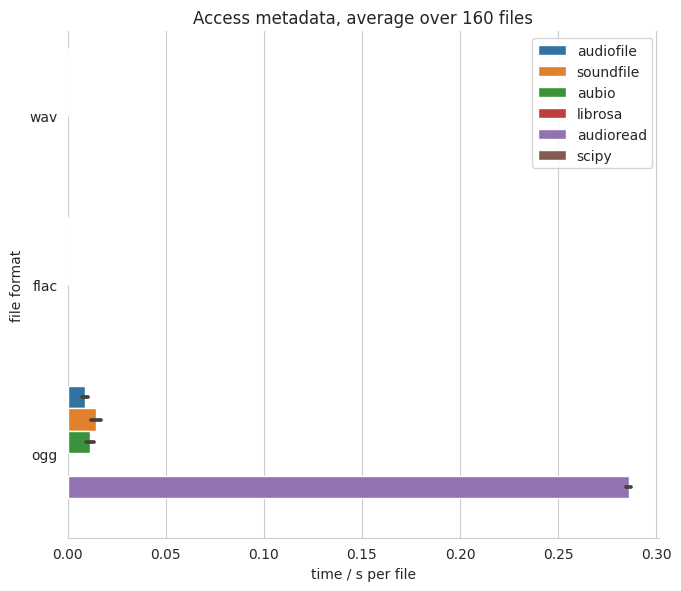 Access metadata, average over 160 files
audiofile
soundfile
aubio
librosa
audioread
scipy
wav
flac
ogg
file format
0.00 0.05 0.10 0.15 0.20 0.25 0.30
time / s per file